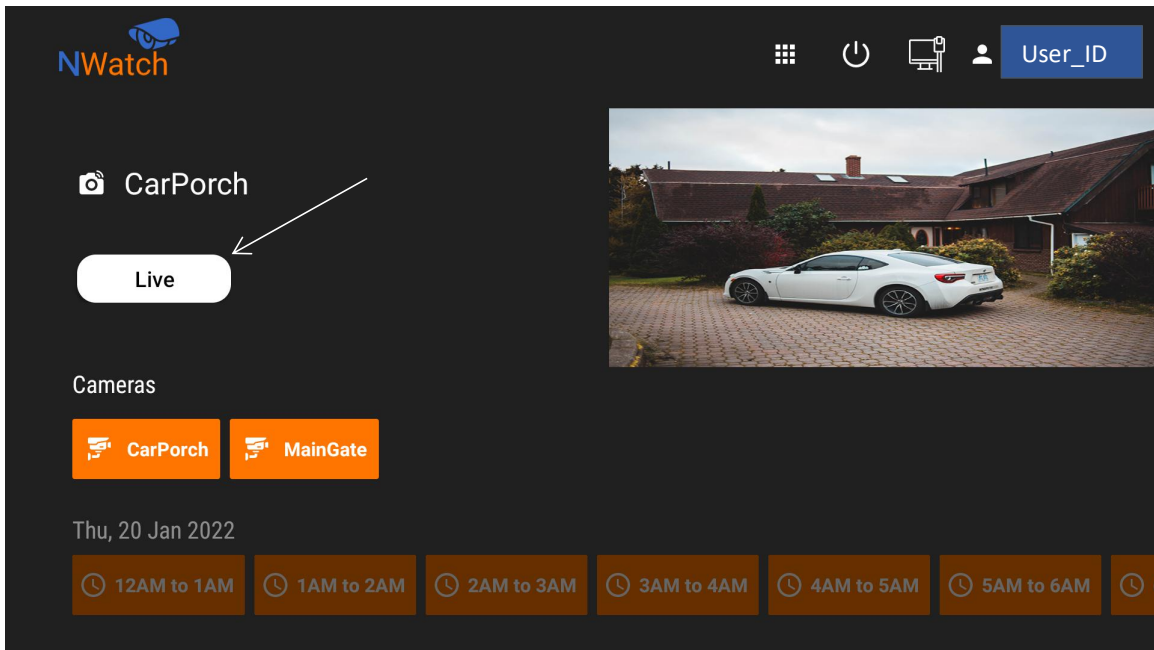 NWatch
User_ID
CarPorch
Live
Cameras
CarPorch MainGate
Thu, 20 Jan 2022
12AM to 1AM 1AM to 2AM 2AM to 3AM 3AM to 4AM 4AM to 5AM 5AM to 6AM